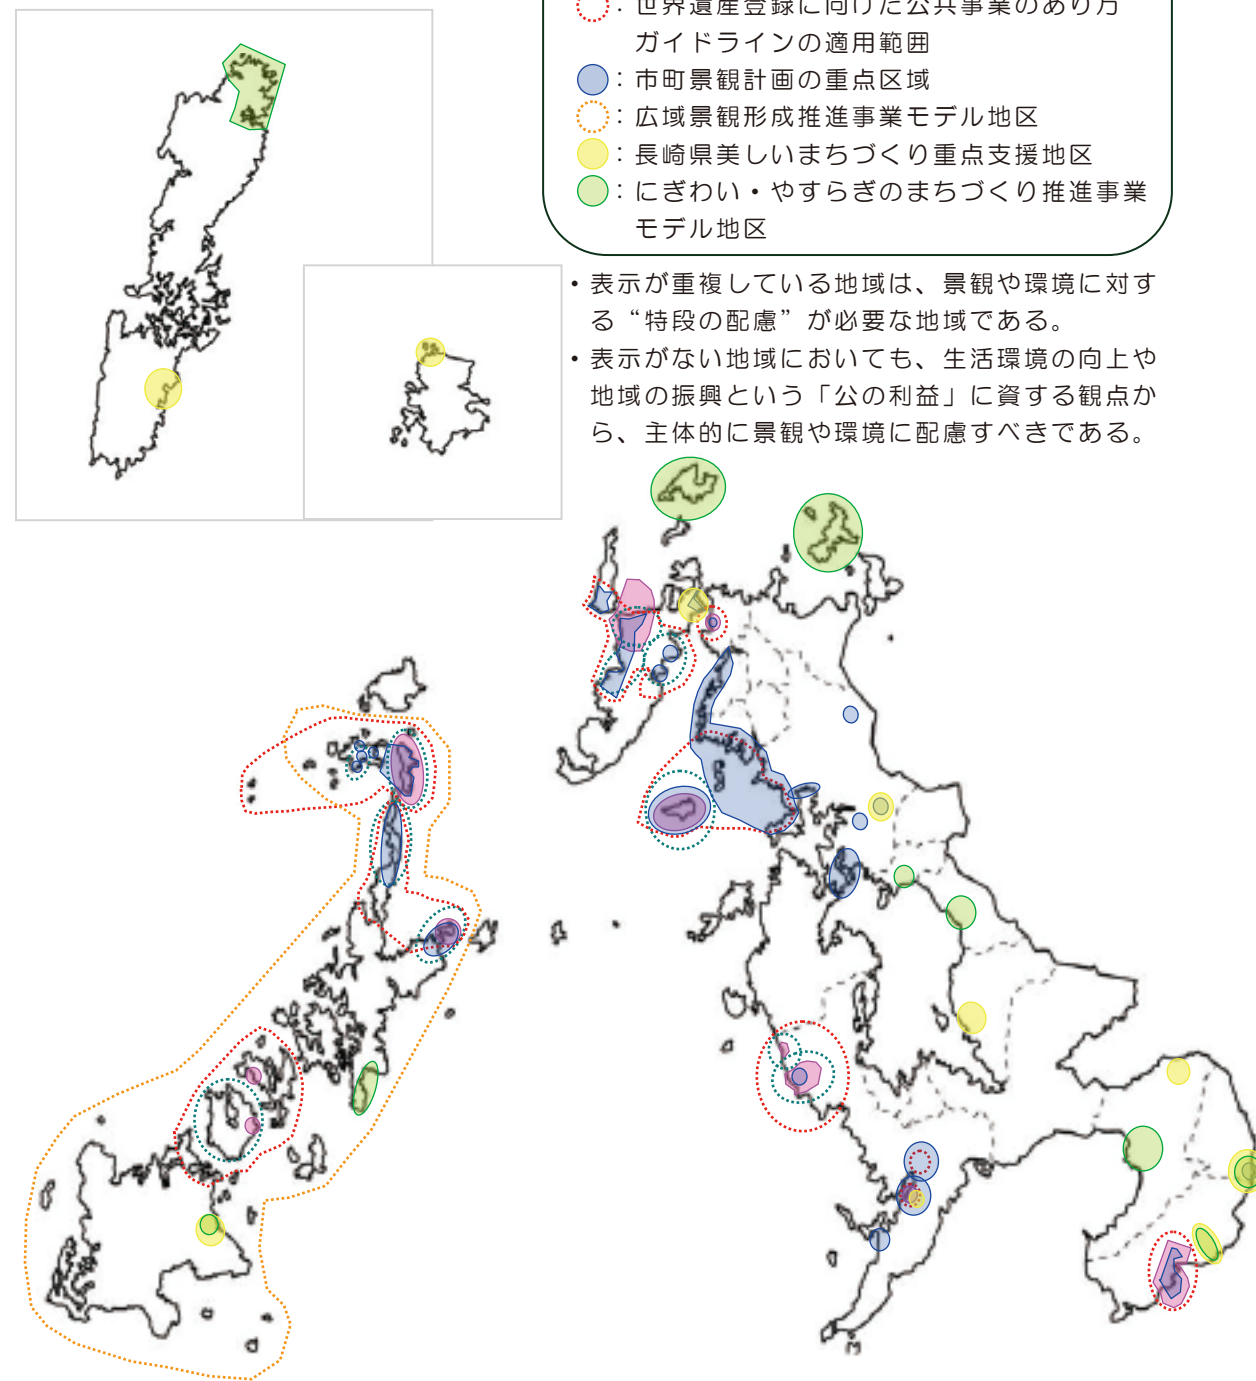 ：世界遺産登録に向けた公共事業のあり方
ガイドラインの適用範囲
：市町景観計画の重点区域
：広域景観形成推進事業モデル地区
：長崎県美しいまちづくり重点支援地区
：にぎわい・やすらぎのまちづくり推進事業
モデル地区
・表示が重複している地域は、景観や環境に対す
る“特段の配慮”が必要な地域である。
・表示がない地域においても、生活環境の向上や
地域の振興という「公の利益」に資する観点か
ら、主体的に景観や環境に配慮すべきである。